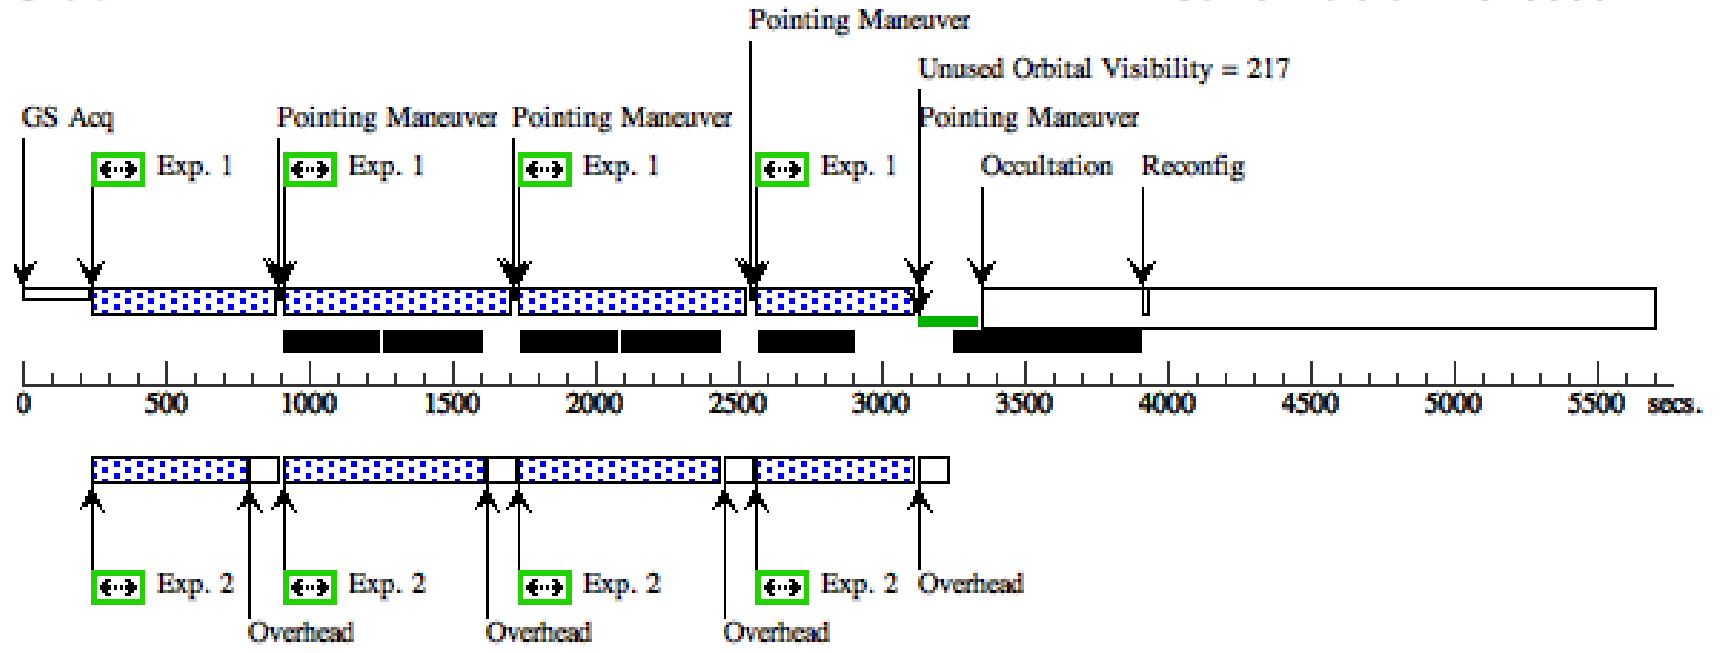 Pointing Maneuver
Unused Orbital Visibility = 217
GS Acq Pointing Maneuver Pointing Maneuver Pointing Maneuver
Exp. 1 Exp. 1 Exp. 1 Exp. 1 Occultation Reconfig
0 500 1000 1500 2000 2500 3000 3500 4000 4500 5000 5500 secs.
Exp. 2 Exp. 2 Exp. 2 Exp. 2 Overhead
Overhead Overhead Overhead